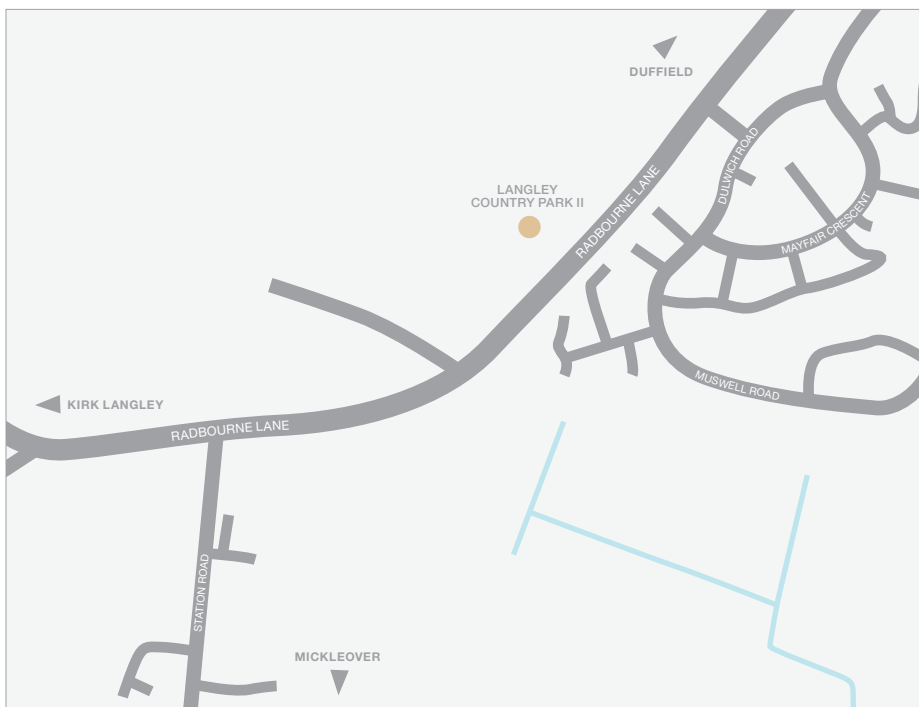 DUFFIELD
LANGLEY
COUNTRY PARK II
RADBOURNE LANE
DULWICH ROAD
MAYFAIR CRESCENT
MUSWELL ROAD
KIRK LANGLEY
RADBOURNE LANE
STATION ROAD
MICKLEOVER